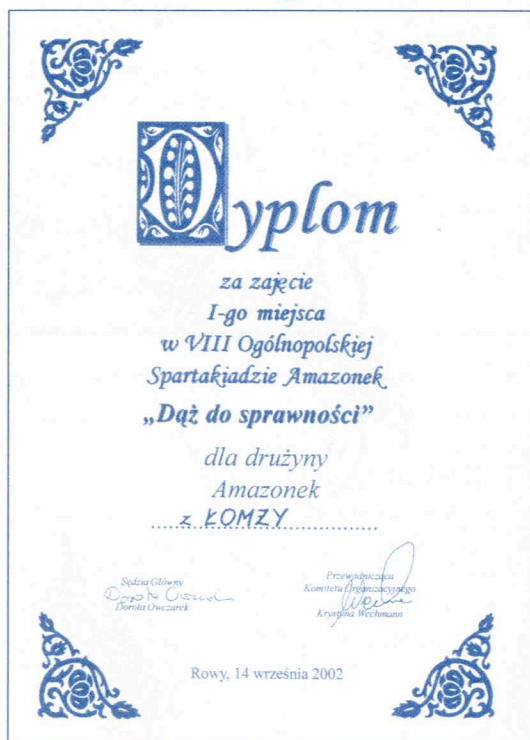 Dyplom
za zajęcie
I-go miejsca
w VIII Ogólnopolskiej
Spartakiadzie Amazonek
„Dąż do sprawności”
dla drużyny
Amazonek
z ŁOMŻY
Sędzia Główny
Dorota Owczarek
Przewodnicząca
Komitetu Organizacyjnego
Krystyna Wechmann
Rowy, 14 września 2002